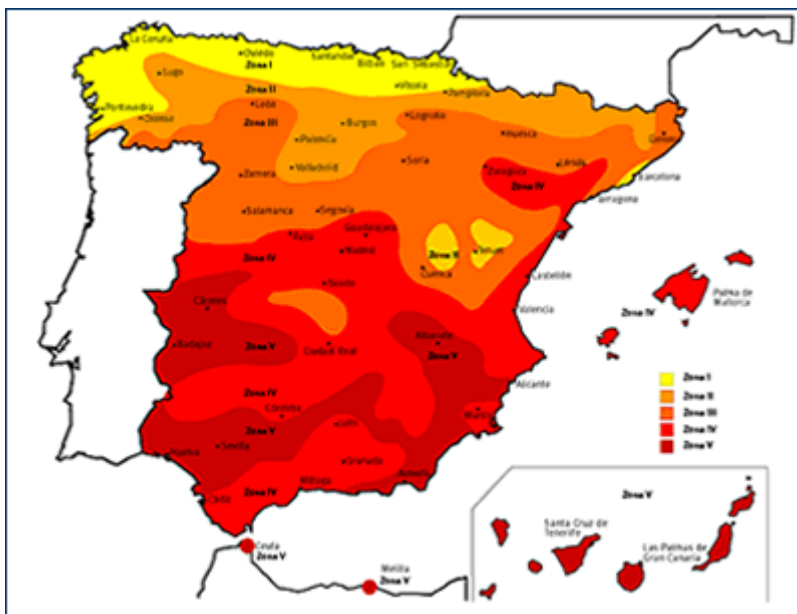 La Coruña
Oviedo
Santander
Bilbao
San Sebastián
Zona I
Lugo
Vitoria
Pamplona
Zona II
León
Pontevedra
Orense
Zona III
Burgos
Logroño
Huesca
Gerona
Palencia
Valladolid
Zamora
Soria
Zaragoza
Lérida
Zona IV
Barcelona
Tarragona
Salamanca
Segovia
Guadalajara
Avila
Madrid
Zona IV
Zona II
Teruel
Cuenca
Toledo
Castellón
Valencia
Cáceres
Badajoz
Zona V
Ciudad Real
Albacete
Zona V
Palma de
Mallorca
Zona IV
Alicante
Zona IV
Córdoba
Murcia
Zona V
Jaén
Huelva
Sevilla
Granada
Almería
Cádiz
Zona IV
Málaga
Ceuta
Zona V
Melilla
Zona V
Zona I
Zona II
Zona III
Zona IV
Zona V
Zona V
Santa Cruz de
Tenerife
Las Palmas de
Gran Canaria